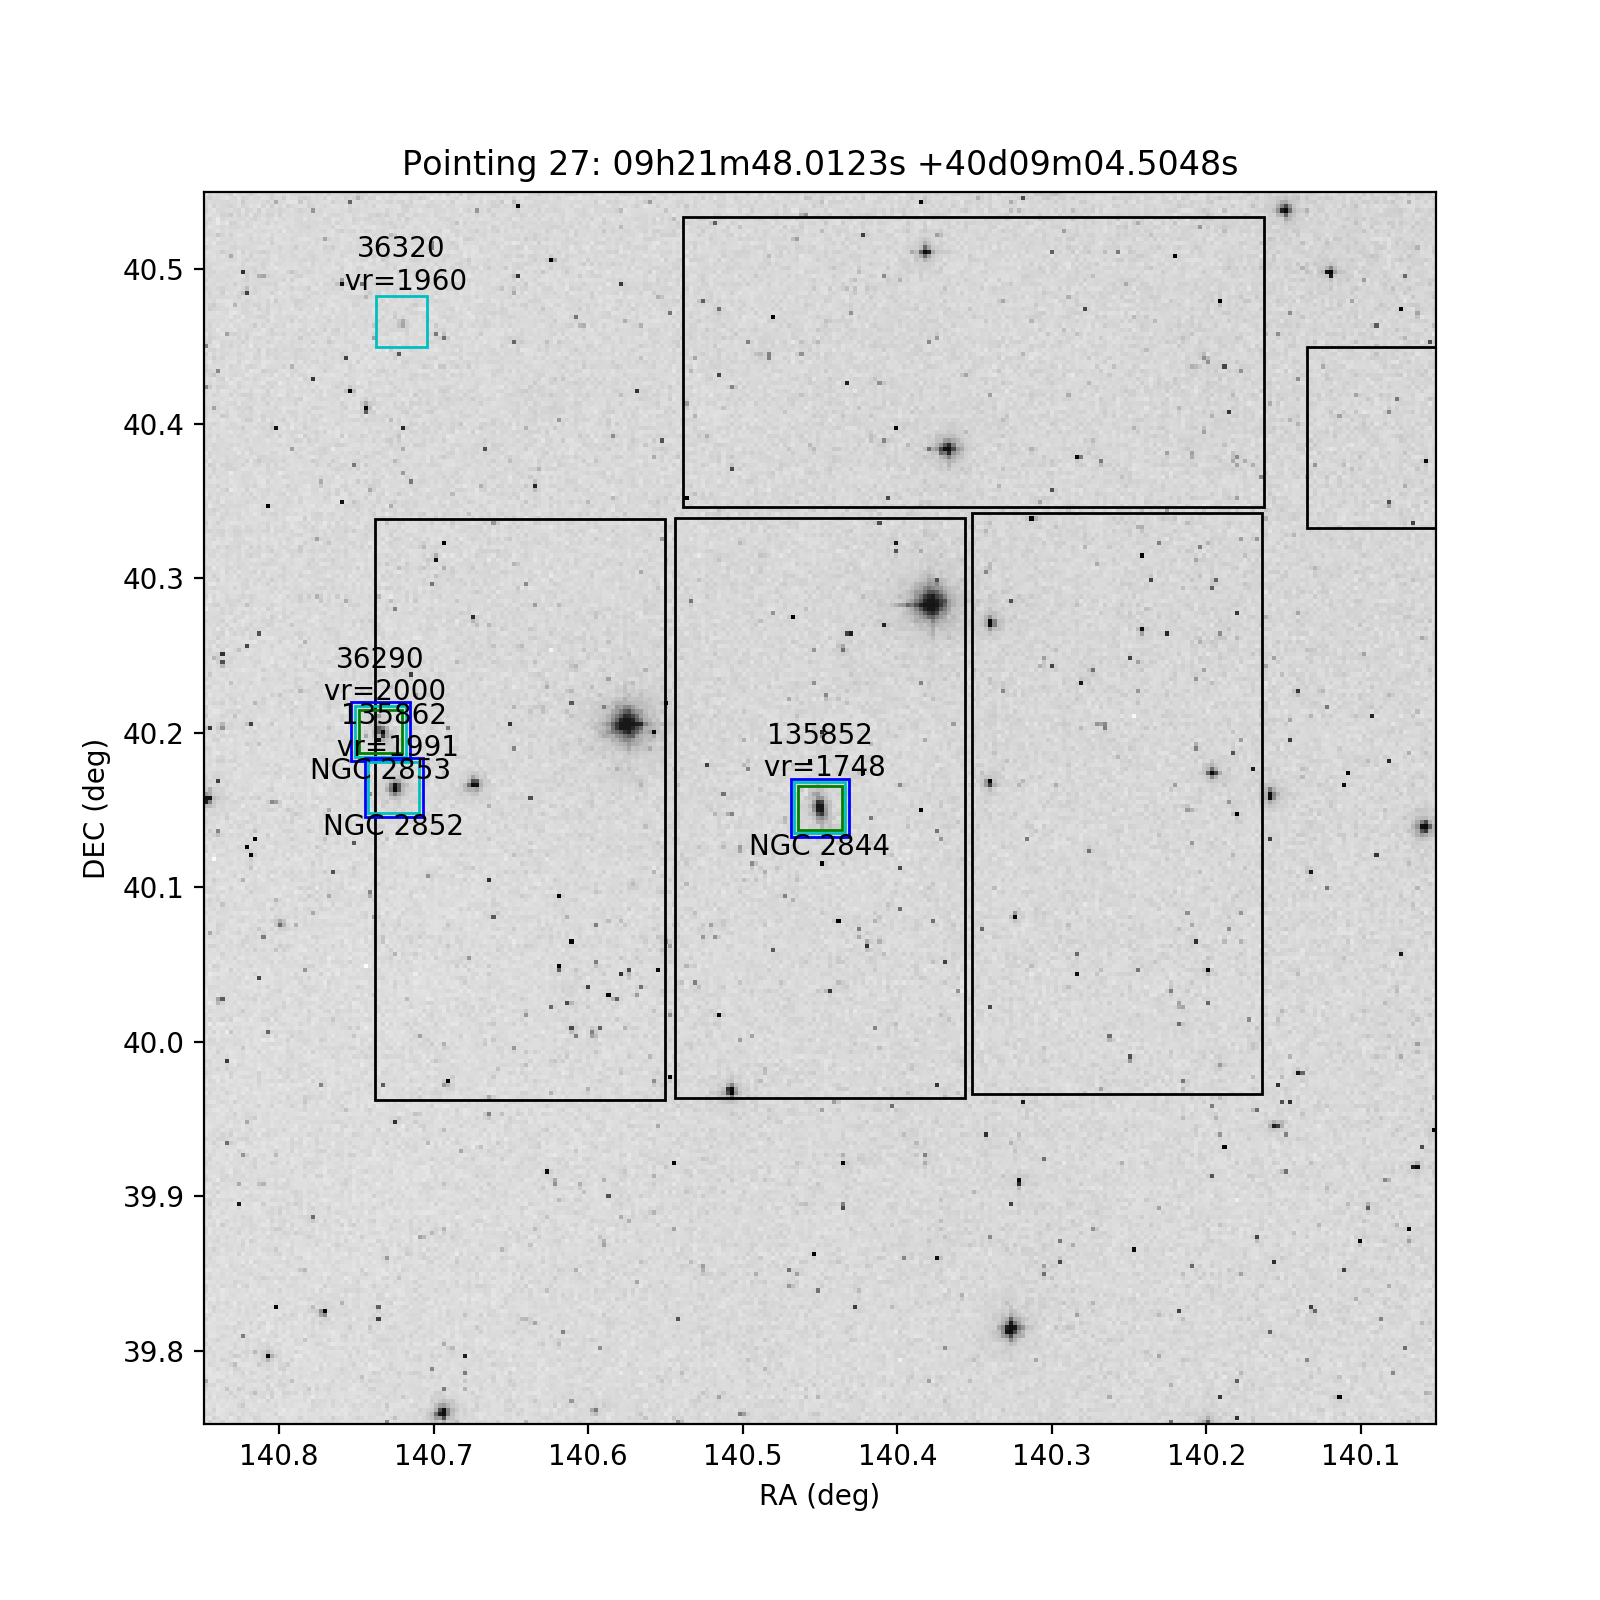 Pointing 27: 09h21m48.0123s +40d09m04.5048s
36320
vr=1960
36290
vr=2000
135862
vr=1991
NGC 2853
NGC 2852
135852
vr=1748
NGC 2844
40.5
40.4
40.3
40.2
40.1
40.0
39.9
39.8
DEC (deg)
140.8 140.7 140.6 140.5 140.4 140.3 140.2 140.1
RA (deg)